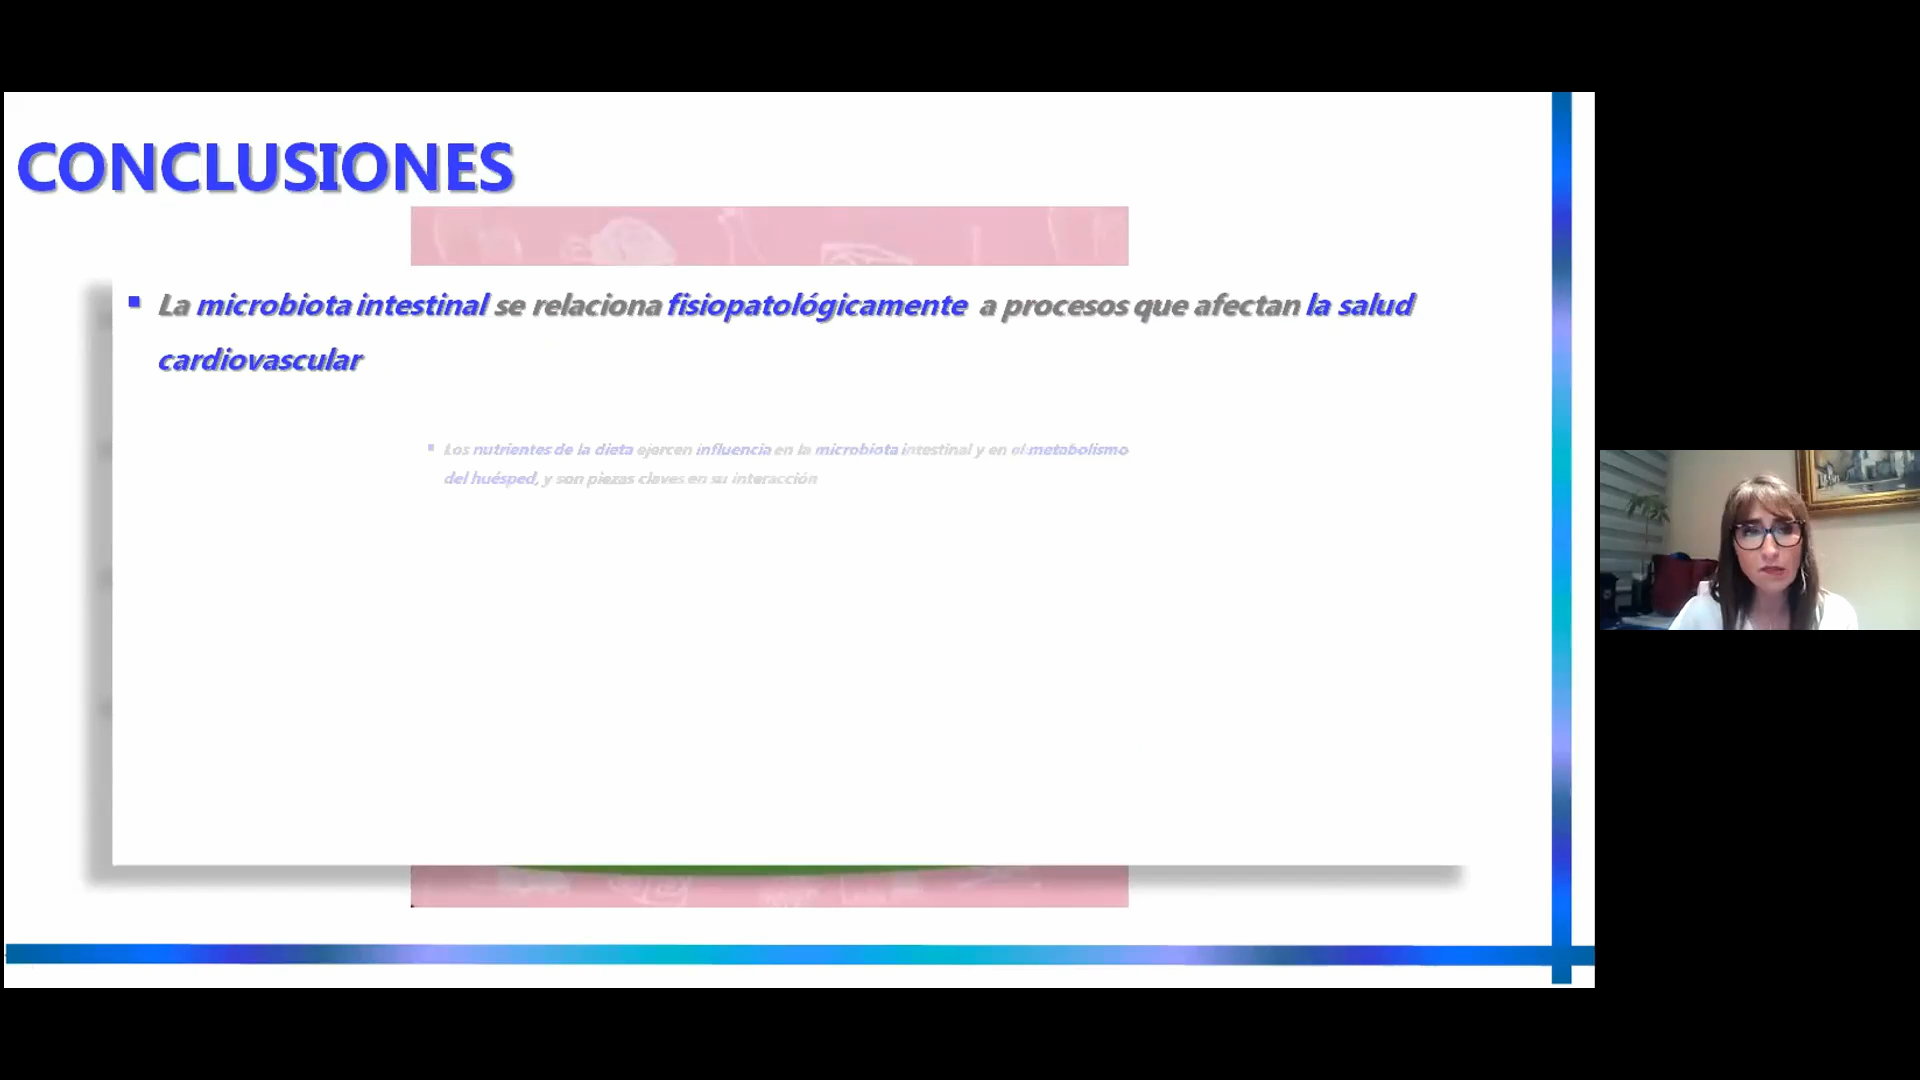 CONCLUSIONES
▪ La microbiota intestinal se relaciona fisiopatológicamente a procesos que afectan la salud
cardiovascular
▪ Los nutrientes de la dieta ejercen influencia en la microbiota intestinal y en el metabolismo
del huésped, y son piezas claves en su interacción